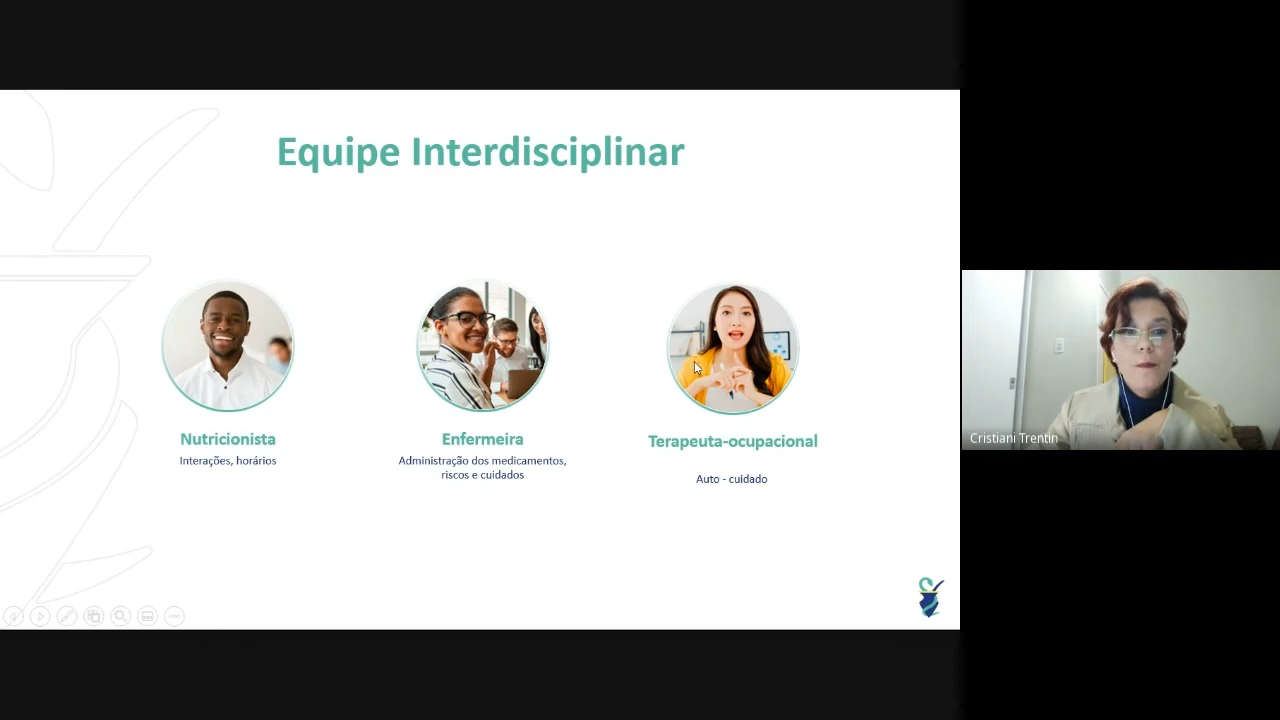 Equipe Interdisciplinar
Nutricionista
Interações, horários
Enfermeira
Administração dos medicamentos,
riscos e cuidados
Terapeuta-ocupacional
Auto - cuidado
Cristiani Trentin